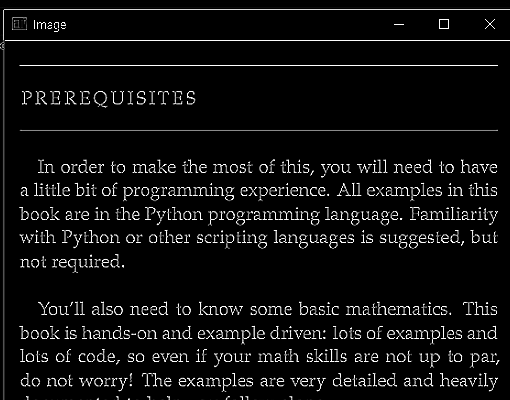 Image
PREREQUISITES
In order to make the most of this, you will need to have
a little bit of programming experience. All examples in this
book are in the Python programming language. Familiarity
with Python or other scripting languages is suggested, but
not required.
You'll also need to know some basic mathematics. This
book is hands-on and example driven: lots of examples and
lots of code, so even if your math skills are not up to par,
do not worry! The examples are very detailed and heavily